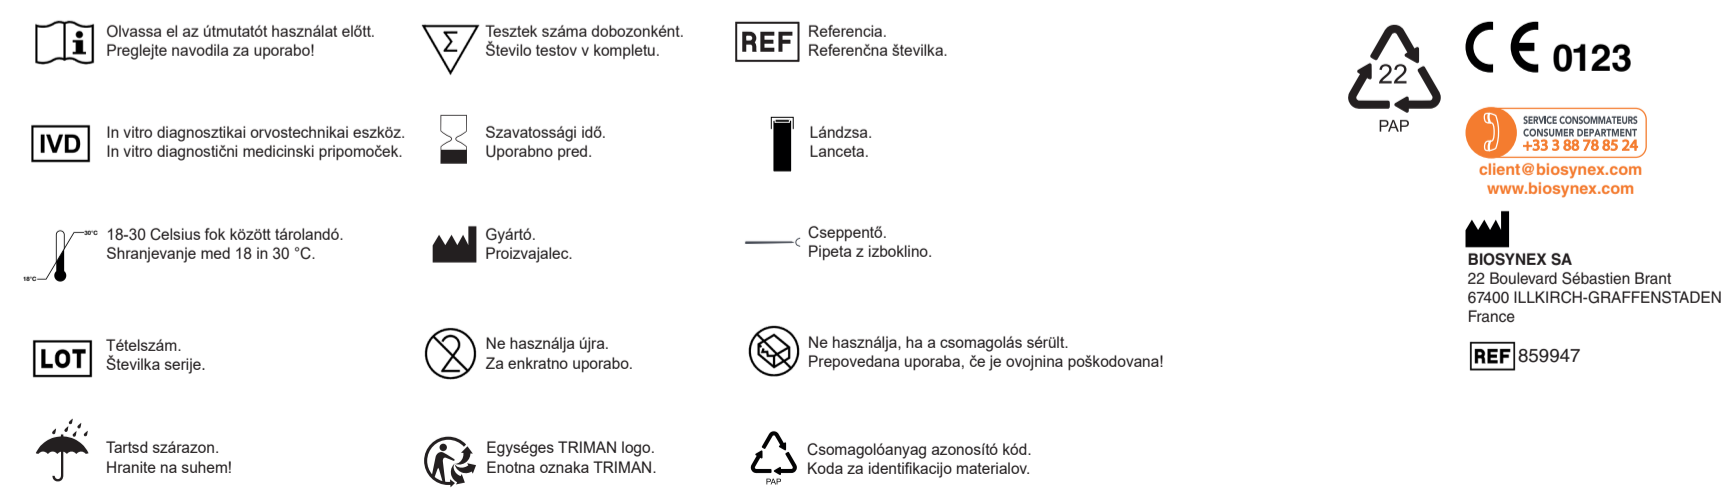 Olvassa el az útmutatót használat előtt.
Preglejte navodila za uporabo!
Σ
Tesztek száma dobozonként.
Število testov v kompletu.
REF
Referencia.
Referenčna številka.
IVD
In vitro diagnosztikai orvostechnikai eszköz.
In vitro diagnostični medicinski pripomoček.
Szavatossági idő.
Uporabno pred.
Lándzsa.
Lanceta.
30°C
18°C
18-30 Celsius fok között tárolandó.
Shranjevanje med 18 in 30 °C.
Gyártó.
Proizvajalec.
Cseppentő.
Pipeta z izboklino.
LOT
Tételszám.
Številka serije.
2
Ne használja újra.
Za enkratno uporabo.
Ne használja, ha a csomagolás sérült.
Prepovedana uporaba, če je ovojnina poškodovana!
Tartsd szárazon.
Hranite na suhem!
Egységes TRIMAN logo.
Enotna oznaka TRIMAN.
PAP
Csomagolóanyag azonosító kód.
Koda za identifikacijo materialov.
22
PAP
CE 0123
SERVICE CONSOMMATEURS
CONSUMER DEPARTMENT
+33 3 88 78 85 24
client@biosynex.com
www.biosynex.com
BIOSYNEX SA
22 Boulevard Sébastien Brant
67400 ILLKIRCH-GRAFFENSTADEN
France
REF 859947